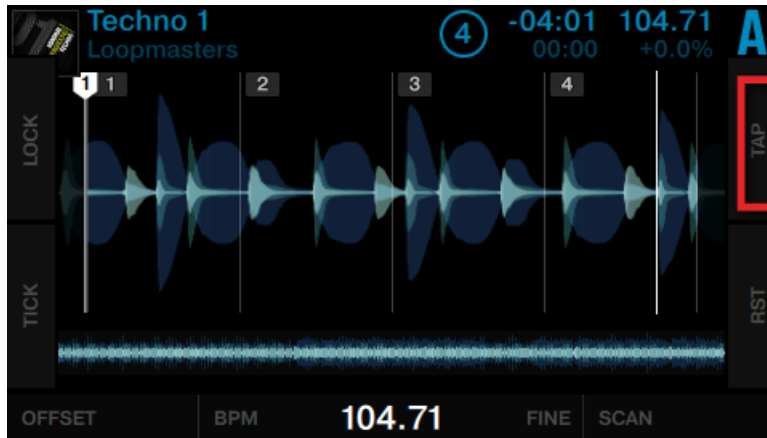 Techno 1
Loopmasters
4
-04:01
00:00
104.71
+0.0%
A
LOCK
1
1
2
3
4
TAP
TICK
RST
OFFSET
BPM
104.71
FINE
SCAN